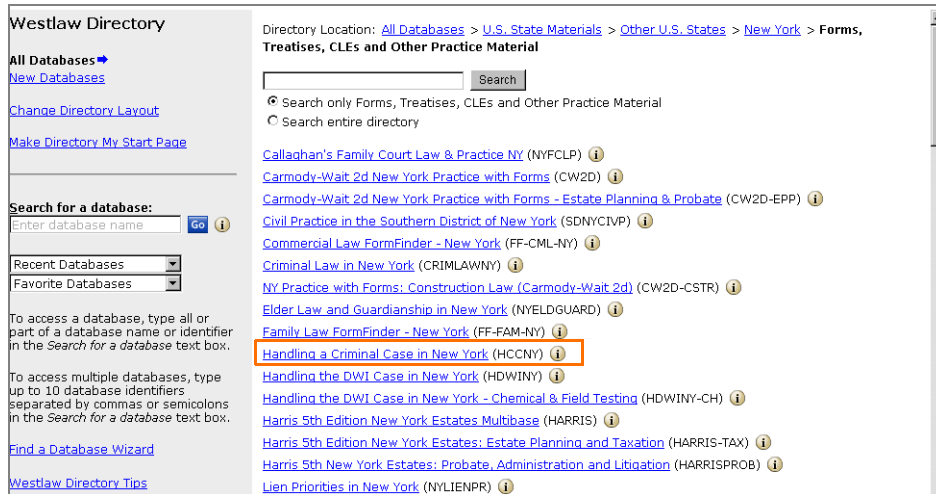 Westlaw Directory
All Databases
New Databases
Change Directory Layout
Make Directory My Start Page
Search for a database:
Enter database name Go i
Recent Databases
Favorite Databases
To access a database, type all or
part of a database name or identifier
in the Search for a database text box.
To access multiple databases, type
up to 10 database identifiers
separated by commas or semicolons
in the Search for a database text box.
Find a Database Wizard
Westlaw Directory Tips
Directory Location: All Databases > U.S. State Materials > Other U.S. States > New York > Forms,
Treatises, CLEs and Other Practice Material
Search
Search only Forms, Treatises, CLEs and Other Practice Material
Search entire directory
Callaghan's Family Court Law & Practice NY (NYFCLP) i
Carmody-Wait 2d New York Practice with Forms (CW2D) i
Carmody-Wait 2d New York Practice with Forms - Estate Planning & Probate (CW2D-EPP) i
Civil Practice in the Southern District of New York (SDNYCIVP) i
Commercial Law FormFinder - New York (FF-CML-NY) i
Criminal Law in New York (CRIMLAWNY) i
NY Practice with Forms: Construction Law (Carmody-Wait 2d) (CW2D-CSTR) i
Elder Law and Guardianship in New York (NYELDGUARD) i
Family Law FormFinder - New York (FF-FAM-NY) i
Handling a Criminal Case in New York (HCCNY) i
Handling the DWI Case in New York (HDWINY) i
Handling the DWI Case in New York - Chemical & Field Testing (HDWINY-CH) i
Harris 5th Edition New York Estates Multibase (HARRIS) i
Harris 5th Edition New York Estates: Estate Planning and Taxation (HARRIS-TAX) i
Harris 5th New York Estates: Probate, Administration and Litigation (HARRISPROB) i
Lien Priorities in New York (NYLIENPR) i